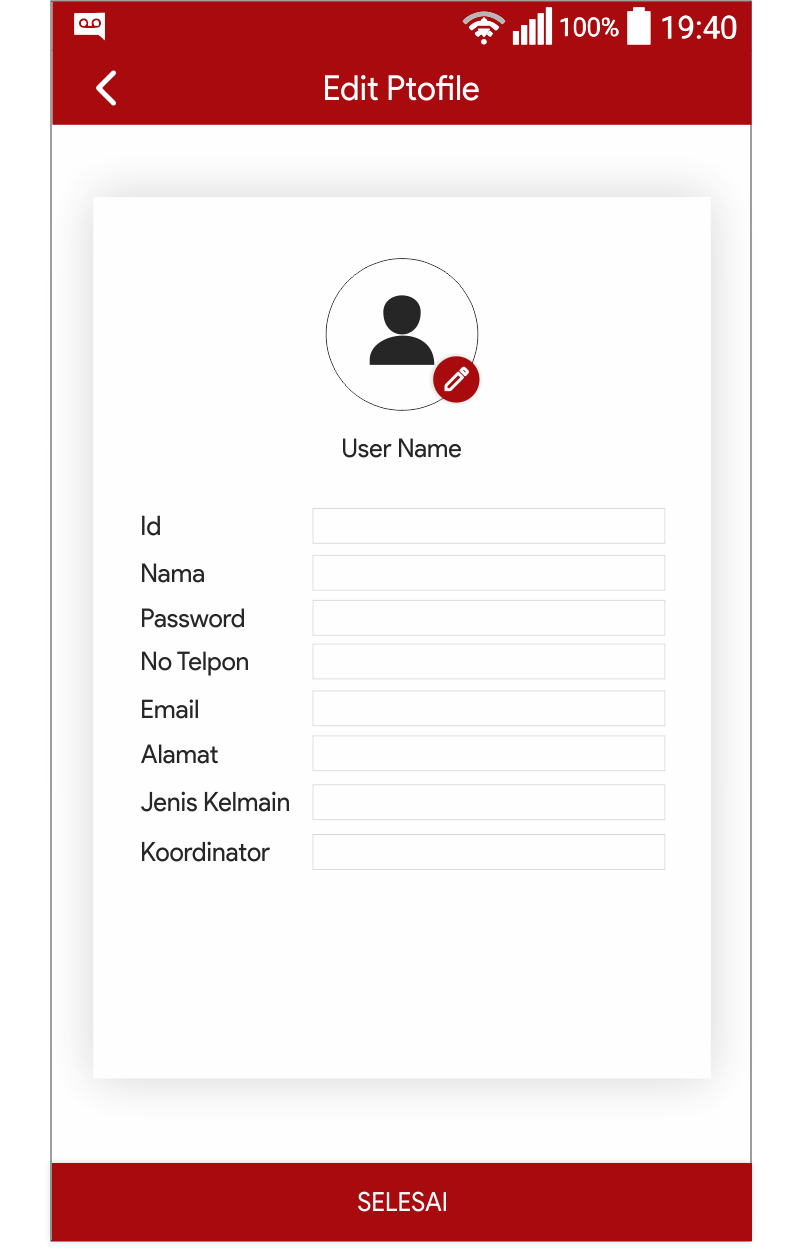 100% 19:40
Edit Ptofile
User Name
Id
Nama
Password
No Telpon
Email
Alamat
Jenis Kelmain
Koordinator
SELESAI